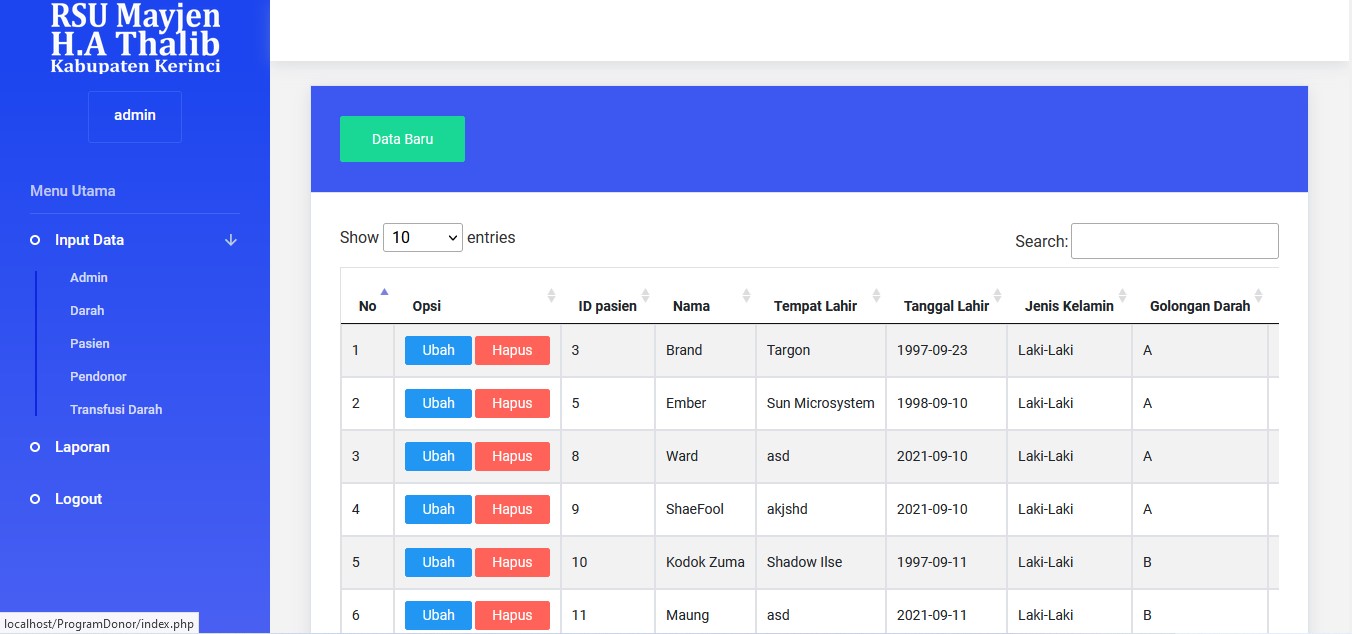 RSU Mayjen
H.A Thalib
Kabupaten Kerinci
admin
Menu Utama
Input Data
Admin
Darah
Pasien
Pendonor
Transfusi Darah
Laporan
Logout
localhost/ProgramDonor/index.php
Data Baru
Show 10 entries
Search:
No Opsi ID pasien Nama Tempat Lahir Tanggal Lahir Jenis Kelamin Golongan Darah
1 Ubah Hapus 3 Brand Targon 1997-09-23 Laki-Laki A
2 Ubah Hapus 5 Ember Sun Microsystem 1998-09-10 Laki-Laki A
3 Ubah Hapus 8 Ward asd 2021-09-10 Laki-Laki A
4 Ubah Hapus 9 ShaeFool akjshd 2021-09-10 Laki-Laki A
5 Ubah Hapus 10 Kodok Zuma Shadow Ilse 1997-09-11 Laki-Laki B
6 Ubah Hapus 11 Maung asd 2021-09-11 Laki-Laki B